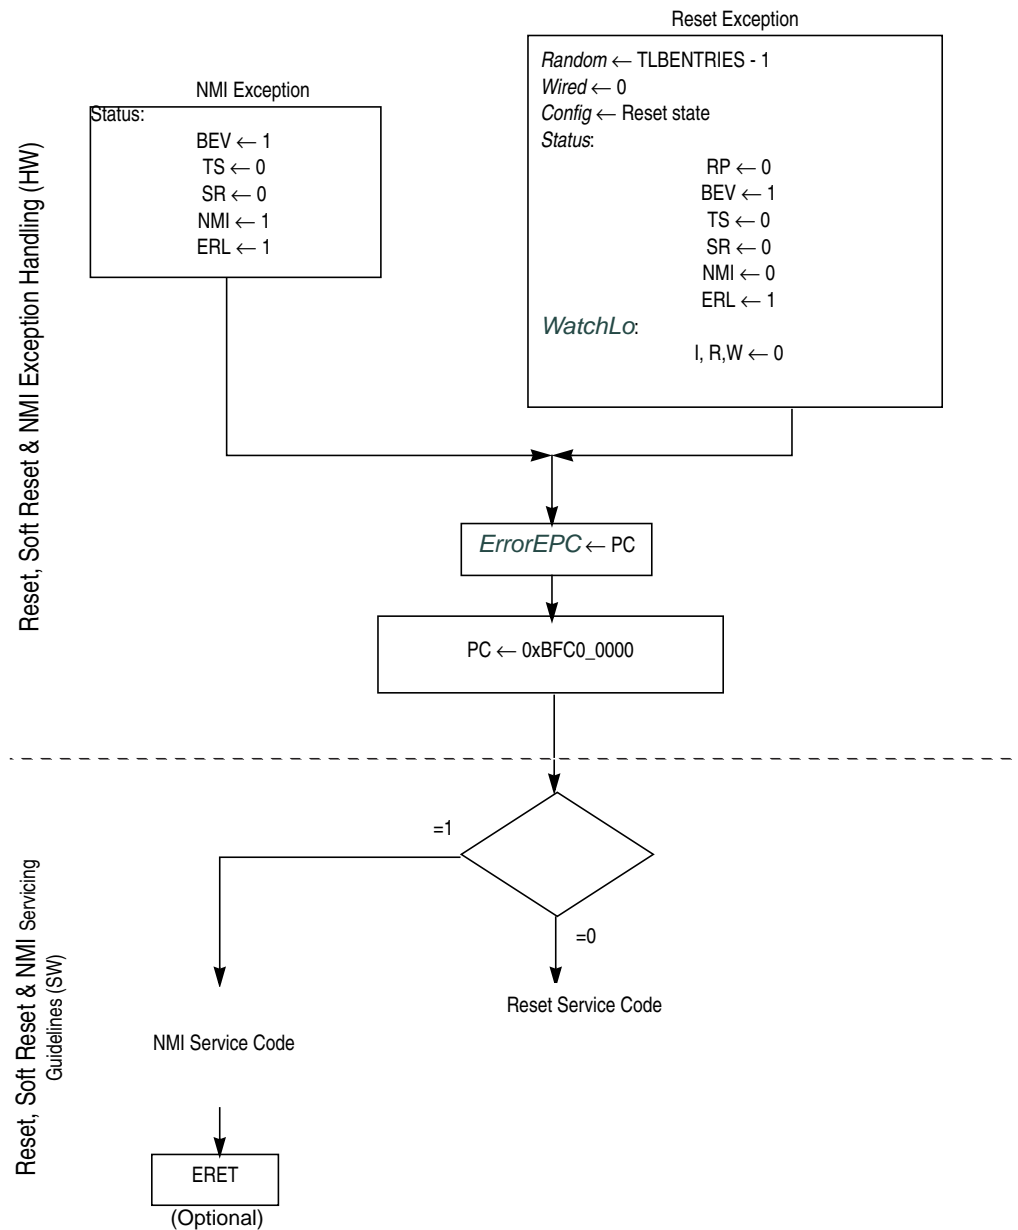 Reset Exception
Random ← TLBENTRIES - 1
Wired ← 0
Config ← Reset state
Status:
RP ← 0
BEV ← 1
TS ← 0
SR ← 0
NMI ← 0
ERL ← 1
WatchLo:
I, R,W ← 0
NMI Exception
Status:
BEV ← 1
TS ← 0
SR ← 0
NMI ← 1
ERL ← 1
Reset, Soft Reset & NMI Exception Handling (HW)
ErrorEPC ← PC
PC ← 0xBFC0_0000
=1
=0
Reset, Soft Reset & NMI Servicing
Guidelines (SW)
Reset Service Code
NMI Service Code
ERET
(Optional)